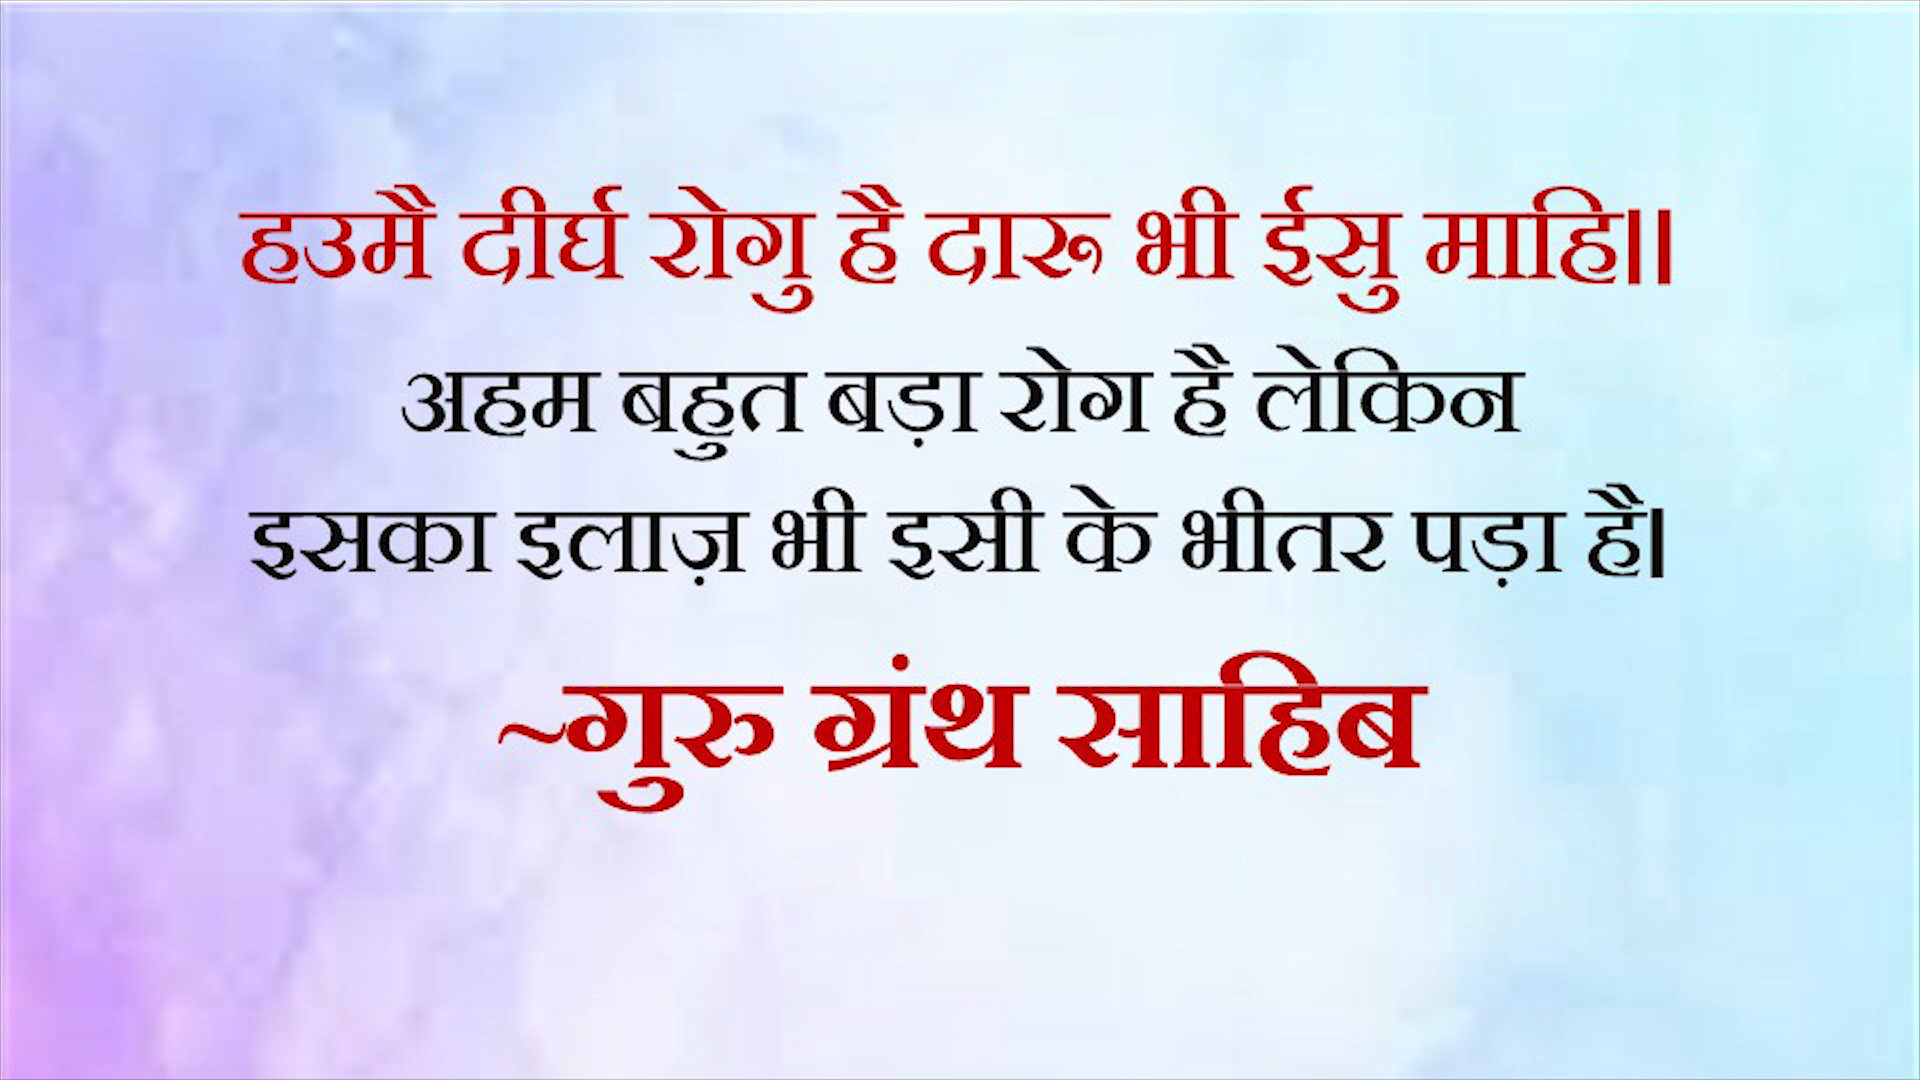 हउमै दीर्घ रोगु है दारू भी ईसु माहि।।
अहम बहुत बड़ा रोग है लेकिन
इसका इलाज़ भी इसी के भीतर पड़ा है।
~गुरु ग्रंथ साहिब